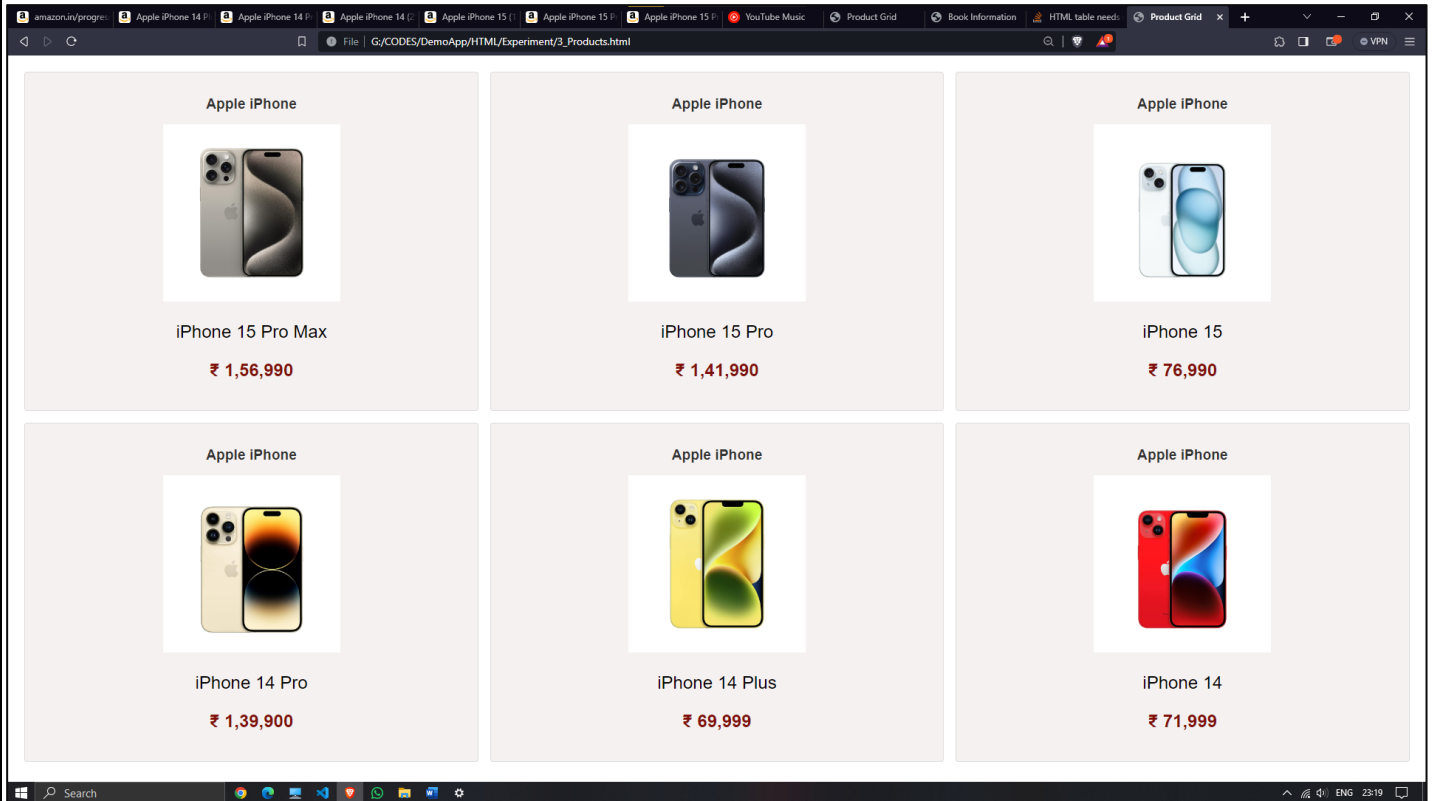 amazon.in/progres
Apple iPhone 14 Pl
Apple iPhone 14 Pr
Apple iPhone 14 (2
Apple iPhone 15 (1
Apple iPhone 15 Pr
Apple iPhone 15 Pr
YouTube Music
Product Grid
Book Information
HTML table needs
Product Grid
File G:/CODES/DemoApp/HTML/Experiment/3_Products.html
VPN
Apple iPhone
Apple iPhone
Apple iPhone
iPhone 15 Pro Max
iPhone 15 Pro
iPhone 15
₹ 1,56,990
₹ 1,41,990
₹ 76,990
Apple iPhone
Apple iPhone
Apple iPhone
iPhone 14 Pro
iPhone 14 Plus
iPhone 14
₹ 1,39,900
₹ 69,999
₹ 71,999
Search
ENG 23:19